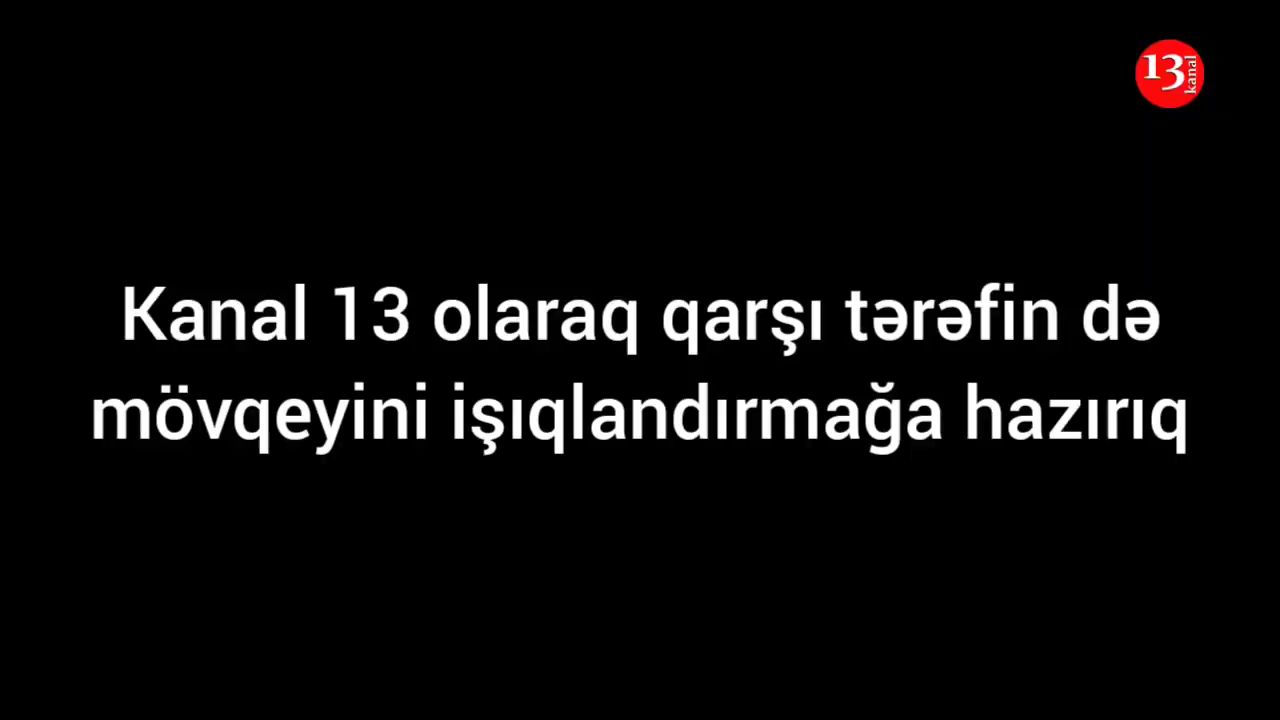 13 kanal
Kanal 13 olaraq qarşı tərəfin də
mövqeyini işıqlandırmağa hazırıq